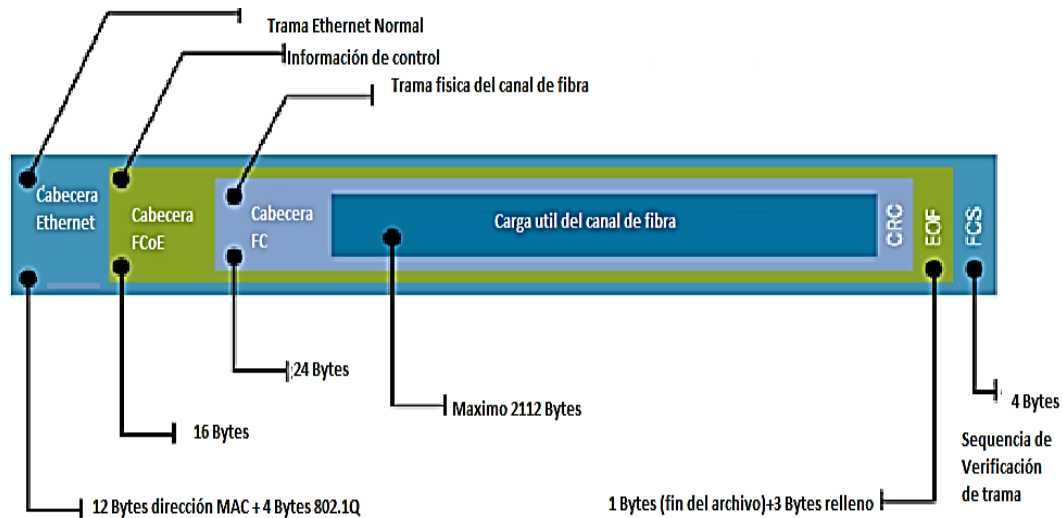 Trama Ethernet Normal
Información de control
Trama fisica del canal de fibra
Cabecera
Ethernet
Cabecera
FCoE
Cabecera
FC
Carga util del canal de fibra
CRC
EOF
FCS
24 Bytes
Maximo 2112 Bytes
4 Bytes
16 Bytes
Sequencia de
Verificación
de trama
12 Bytes dirección MAC + 4 Bytes 802.1Q
1 Bytes (fin del archivo)+3 Bytes relleno